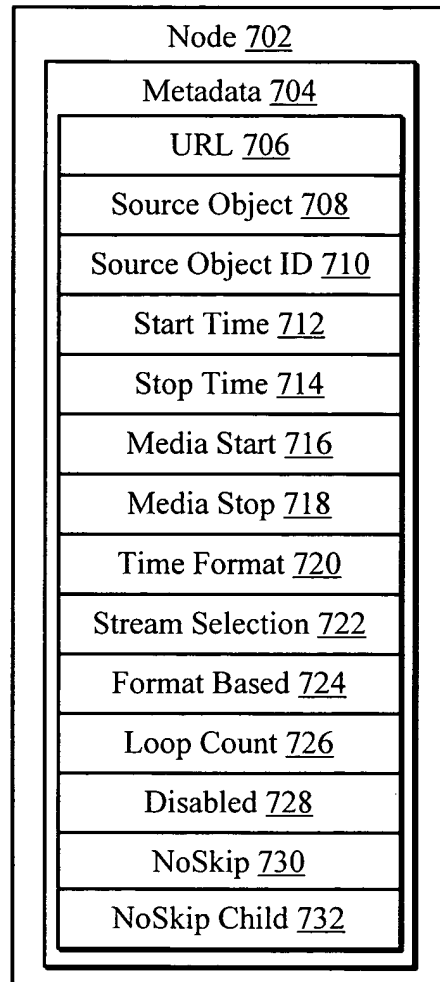 Node 702
Metadata 704
URL 706
Source Object 708
Source Object ID 710
Start Time 712
Stop Time 714
Media Start 716
Media Stop 718
Time Format 720
Stream Selection 722
Format Based 724
Loop Count 726
Disabled 728
NoSkip 730
NoSkip Child 732